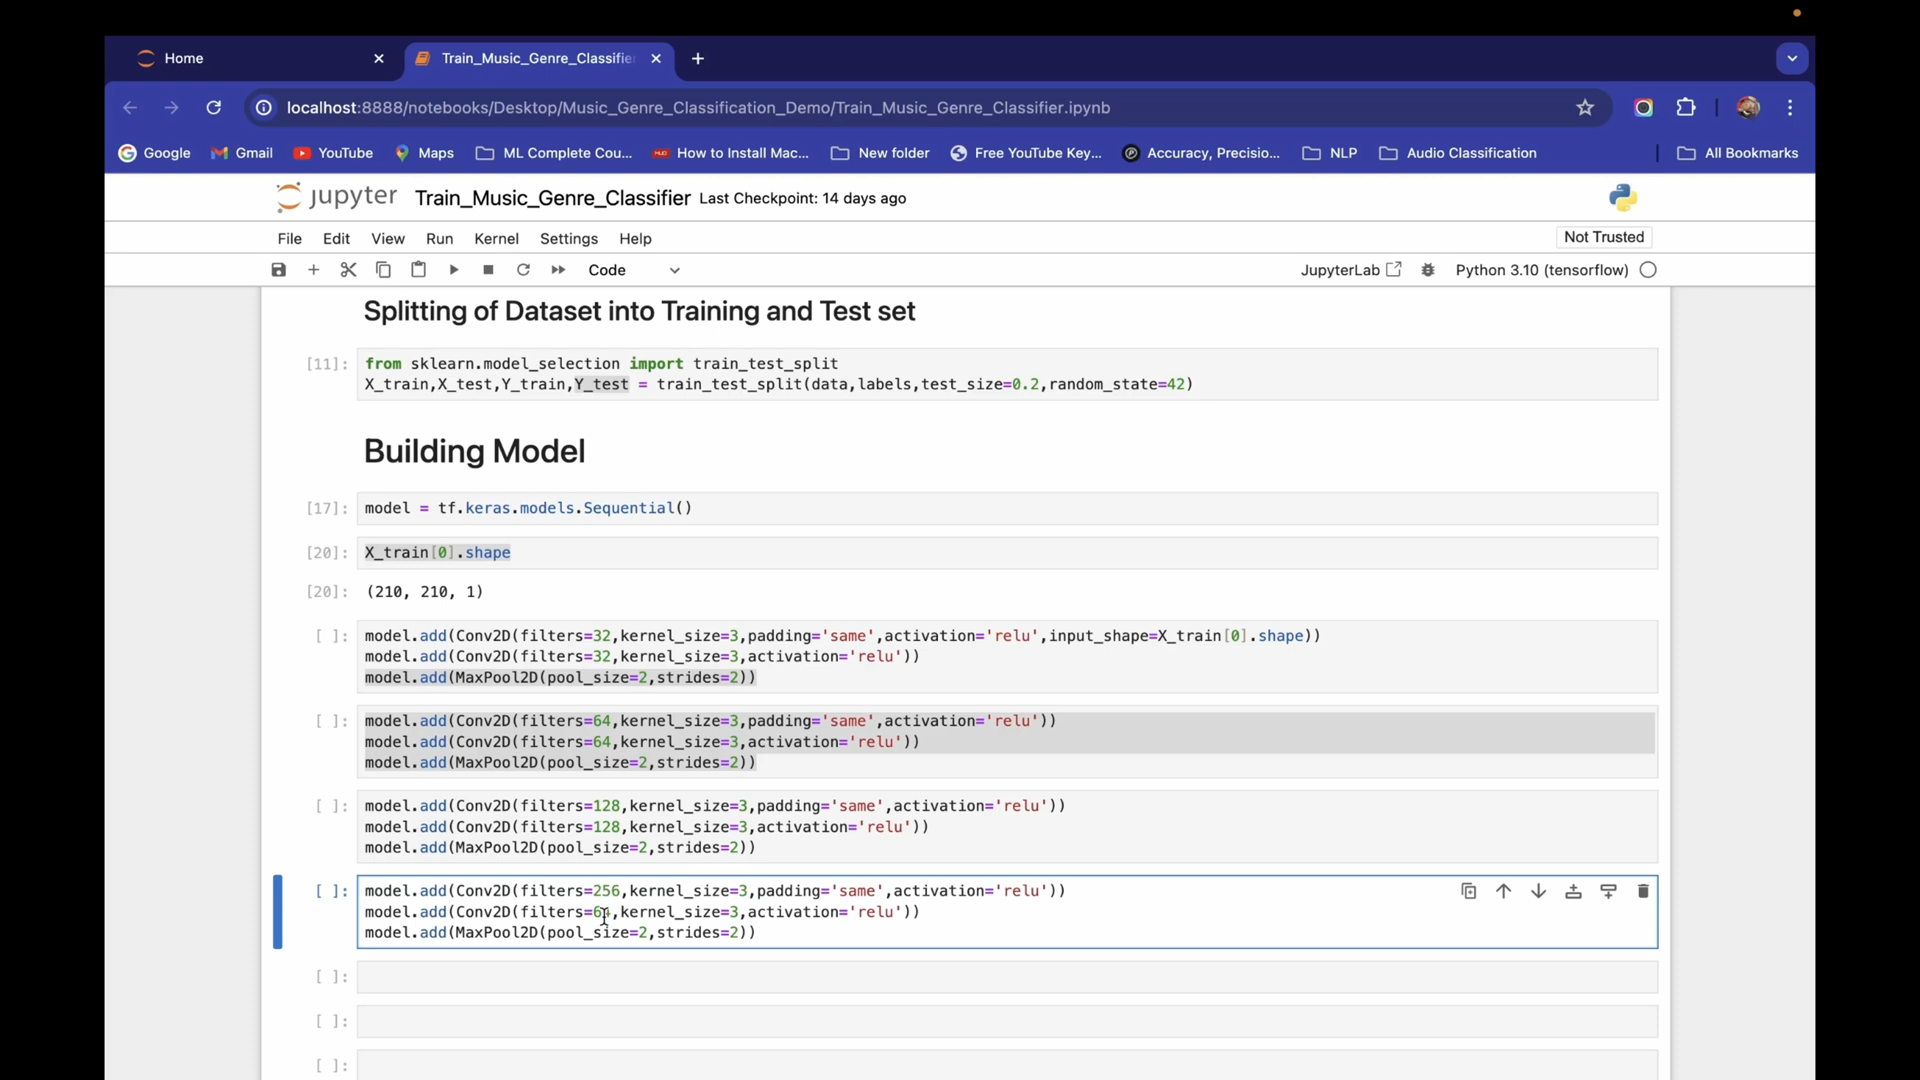 Home
Train_Music_Genre_Classifie
localhost:8888/notebooks/Desktop/Music_Genre_Classification_Demo/Train_Music_Genre_Classifier.ipynb
Google Gmail YouTube Maps ML Complete Cou... How to Install Mac... New folder Free YouTube Key... Accuracy, Precisio... NLP Audio Classification All Bookmarks
jupyter Train_Music_Genre_Classifier Last Checkpoint: 14 days ago
File Edit View Run Kernel Settings Help Not Trusted
Code JupyterLab Python 3.10 (tensorflow)
Splitting of Dataset into Training and Test set
[11]: from sklearn.model_selection import train_test_split
X_train,X_test,Y_train,Y_test = train_test_split(data,labels,test_size=0.2,random_state=42)
Building Model
[17]: model = tf.keras.models.Sequential()
[20]: X_train[0].shape
[20]: (210, 210, 1)
[ ]: model.add(Conv2D(filters=32,kernel_size=3,padding='same',activation='relu',input_shape=X_train[0].shape))
model.add(Conv2D(filters=32,kernel_size=3,activation='relu'))
model.add(MaxPool2D(pool_size=2,strides=2))
[ ]: model.add(Conv2D(filters=64,kernel_size=3,padding='same',activation='relu'))
model.add(Conv2D(filters=64,kernel_size=3,activation='relu'))
model.add(MaxPool2D(pool_size=2,strides=2))
[ ]: model.add(Conv2D(filters=128,kernel_size=3,padding='same',activation='relu'))
model.add(Conv2D(filters=128,kernel_size=3,activation='relu'))
model.add(MaxPool2D(pool_size=2,strides=2))
[ ]: model.add(Conv2D(filters=256,kernel_size=3,padding='same',activation='relu'))
model.add(Conv2D(filters=64,kernel_size=3,activation='relu'))
model.add(MaxPool2D(pool_size=2,strides=2))
[ ]:
[ ]:
[ ]: